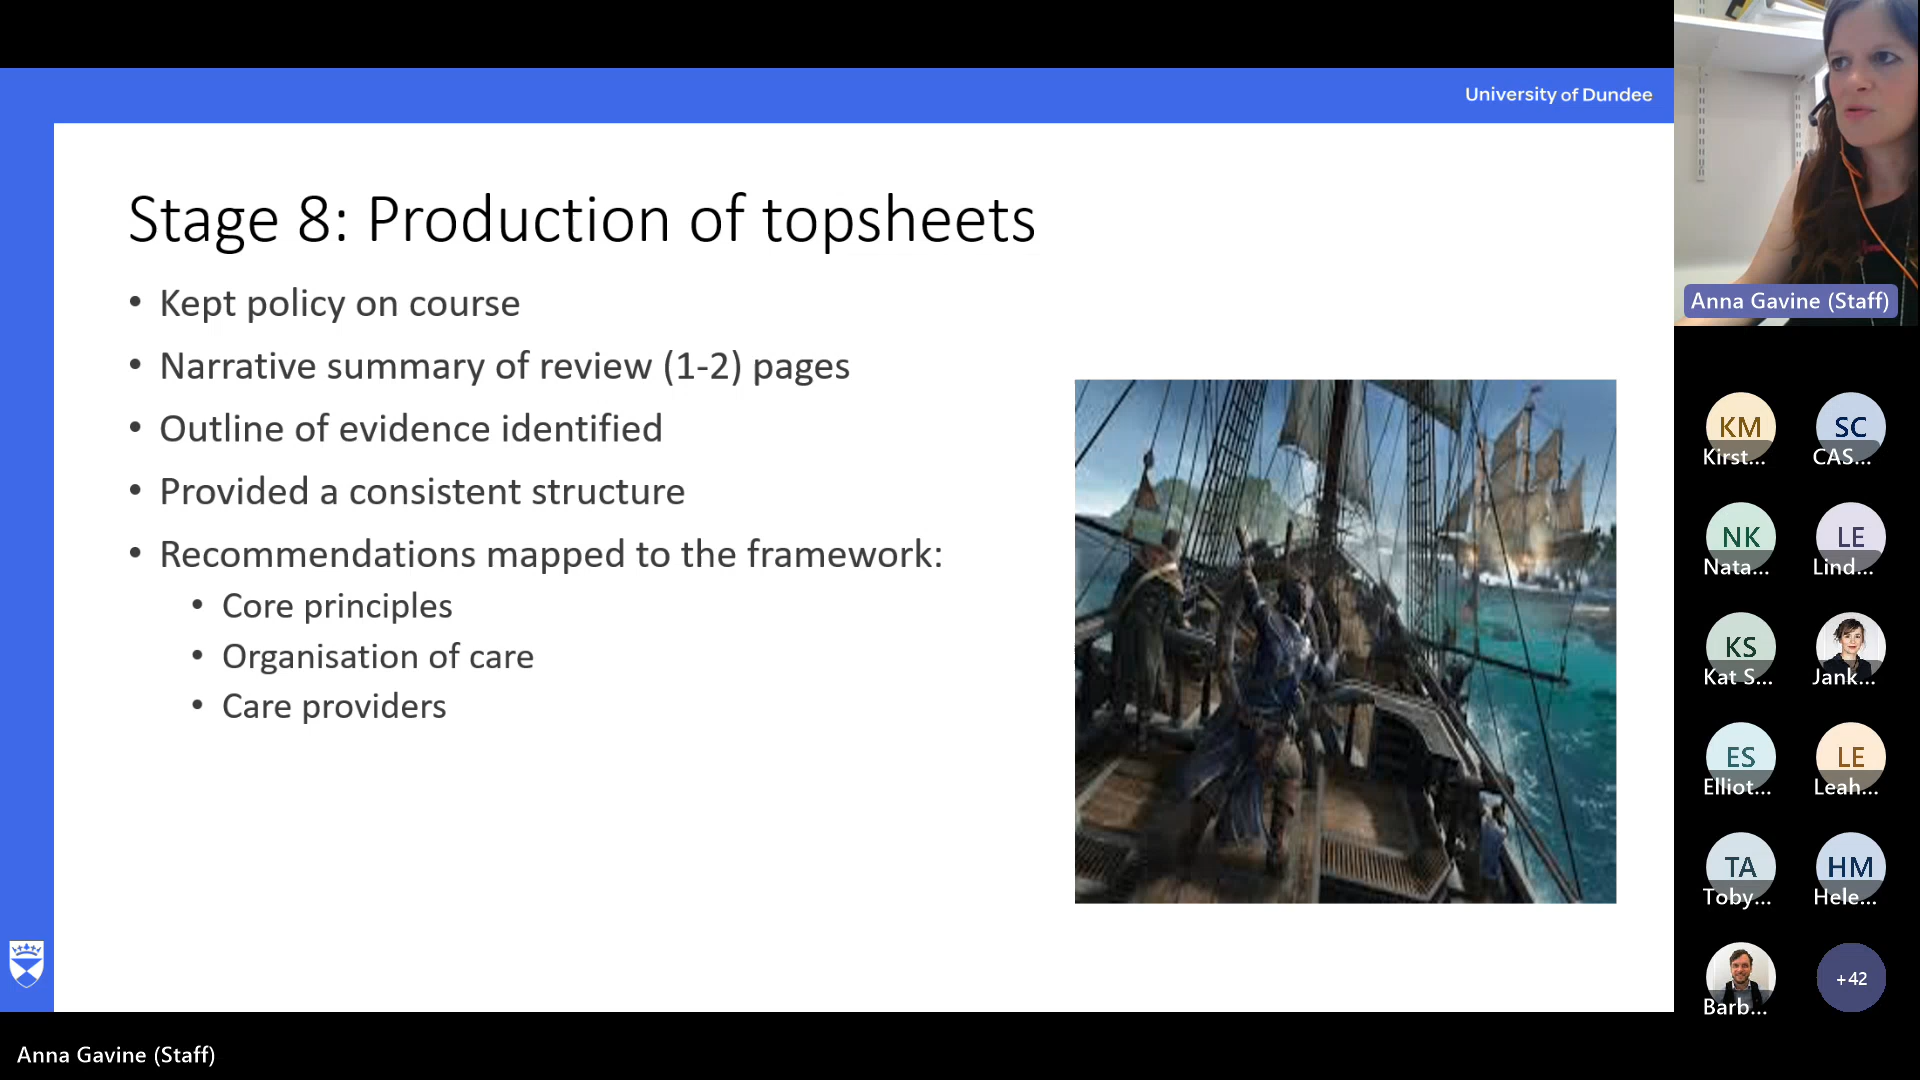 University of Dundee
Stage 8: Production of topsheets
• Kept policy on course
• Narrative summary of review (1-2) pages
• Outline of evidence identified
• Provided a consistent structure
• Recommendations mapped to the framework:
• Core principles
• Organisation of care
• Care providers
Anna Gavine (Staff)
KM
Kirst...
SC
CAS...
NK
Nata...
LE
Lind...
KS
Kat S...
Jank...
ES
Elliot...
LE
Leah...
TA
Toby...
HM
Hele...
Barb...
+42
Anna Gavine (Staff)